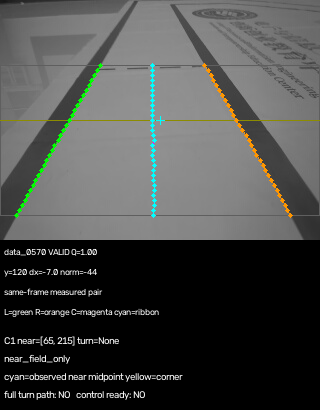 Engineering
Center
data_0570 VALID Q=1.00
y=120 dx=-7.0 norm=-44
same-frame measured pair
L=green R=orange C=magenta cyan=ribbon
C1 near=[65, 215] turn=None
near_field_only
cyan=observed near midpoint yellow=corner
full turn path: NO control ready: NO